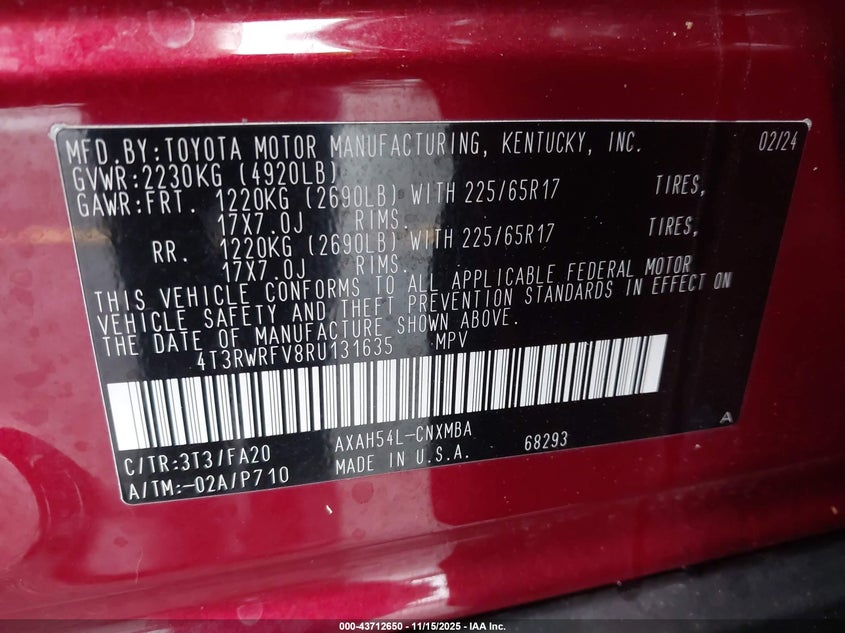 MFD.BY:TOYOTA MOTOR MANUFACTURING, KENTUCKY, INC. 02/24
GVWR:2230KG (4920LB)
GAWR:FRT. 1220KG (2690LB) WITH 225/65R17 TIRES,
17X7.0J RIMS.
RR. 1220KG (2690LB) WITH 225/65R17 TIRES,
17X7.0J RIMS.
THIS VEHICLE CONFORMS TO ALL APPLICABLE FEDERAL MOTOR
VEHICLE SAFETY AND THEFT PREVENTION STANDARDS IN EFFECT ON
THE DATE OF MANUFACTURE SHOWN ABOVE.
4T3RWRFV8RU131635 MPV
C/TR:3T3/FA20 AXAH54L-CNXMBA 68293 A
A/TM:-02A/P710 MADE IN U.S.A.
000-43712650 - 11/15/2025 - IAA Inc.